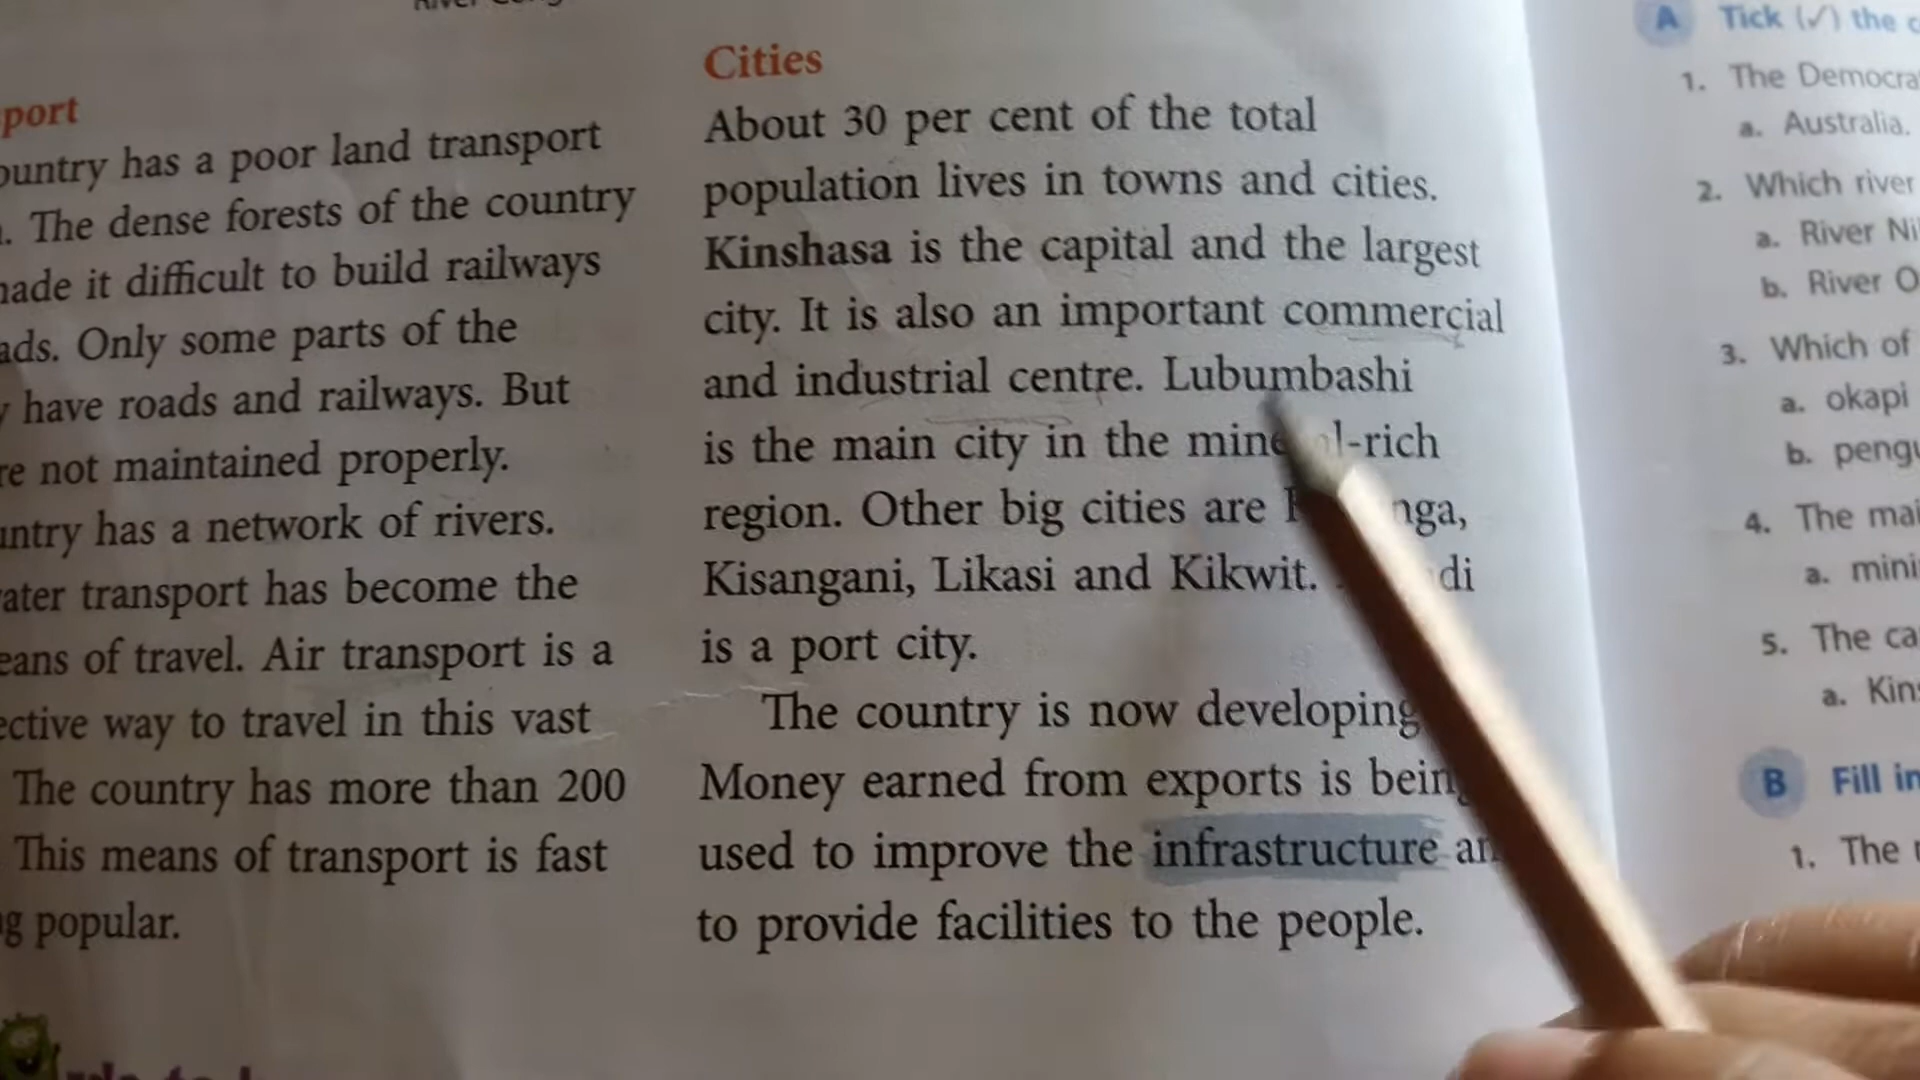 port
ountry has a poor land transport
. The dense forests of the country
ade it difficult to build railways
ads. Only some parts of the
have roads and railways. But
re not maintained properly.
untry has a network of rivers.
ater transport has become the
eans of travel. Air transport is a
ective way to travel in this vast
The country has more than 200
This means of transport is fast
g popular.
Cities
About 30 per cent of the total
population lives in towns and cities.
Kinshasa is the capital and the largest
city. It is also an important commercial
and industrial centre. Lubumbashi
is the main city in the l-rich
region. Other big cities are nga,
Kisangani, Likasi and Kikwit. di
is a port city.
The country is now developing
Money earned from exports is
used to improve the infrastructure
to provide facilities to the people.
A Tick (✓) the c
1. The Democra
a. Australia.
2. Which river
a. River Ni
b. River O
3. Which of
a. okapi
b. pengu
4. The mai
a. mini
5. The ca
a. Kins
B Fill in
1. The